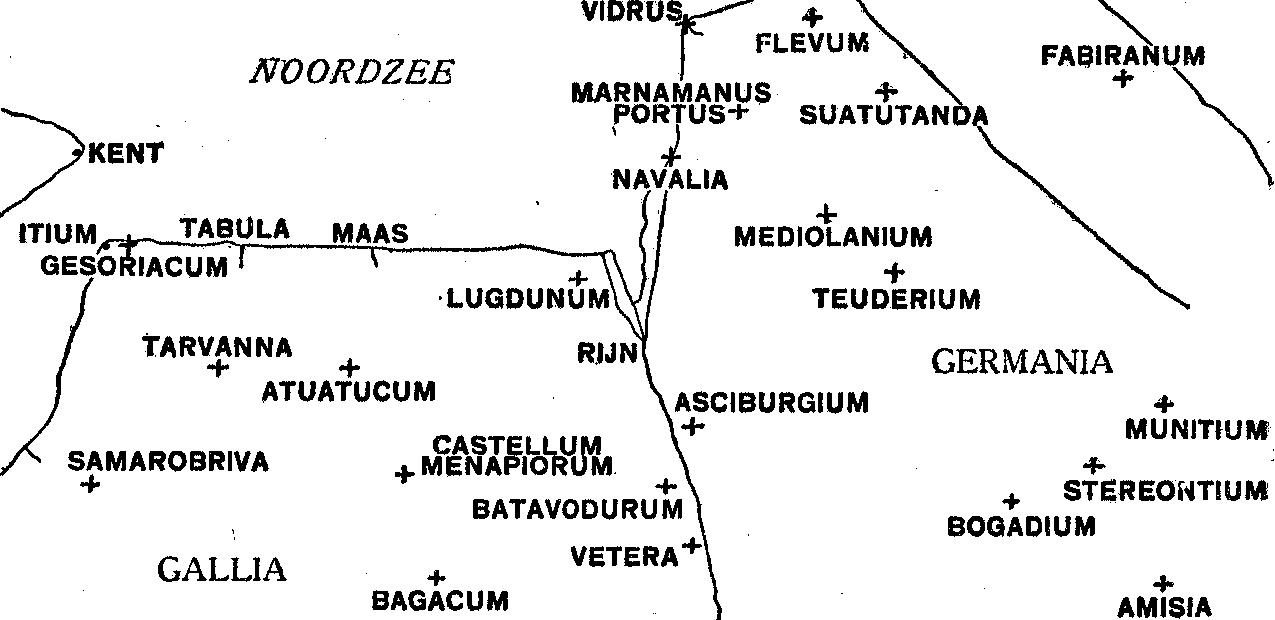 VIDRUS
FLEVUM
FABIRANUM
NOORDZEE
MARNAMANUS
PORTUS
SUATUTANDA
KENT
NAVALIA
ITIUM
TABULA
MAAS
MEDIOLANIUM
GESORIACUM
LUGDUNUM
TEUDERIUM
TARVANNA
RIJN
GERMANIA
ATUATUCUM
ASCIBURGIUM
MUNITIUM
CASTELLUM
MENAPIORUM
SAMAROBRIVA
STEREONTIUM
BATAVODURUM
BOGADIUM
VETERA
GALLIA
BAGACUM
AMISIA